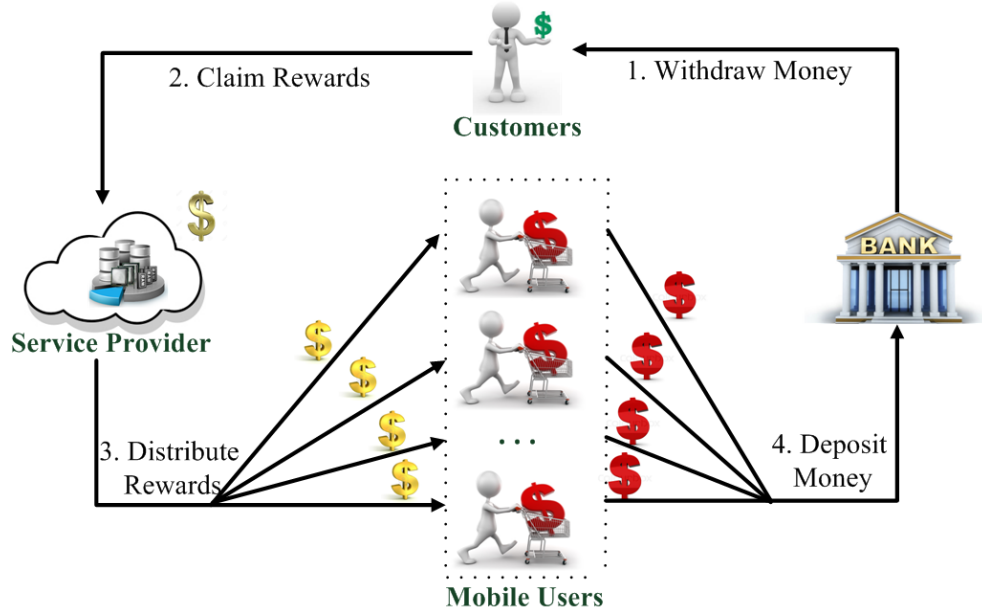 1. Withdraw Money
2. Claim Rewards
Customers
BANK
Service Provider
3. Distribute
Rewards
...
4. Deposit
Money
Mobile Users